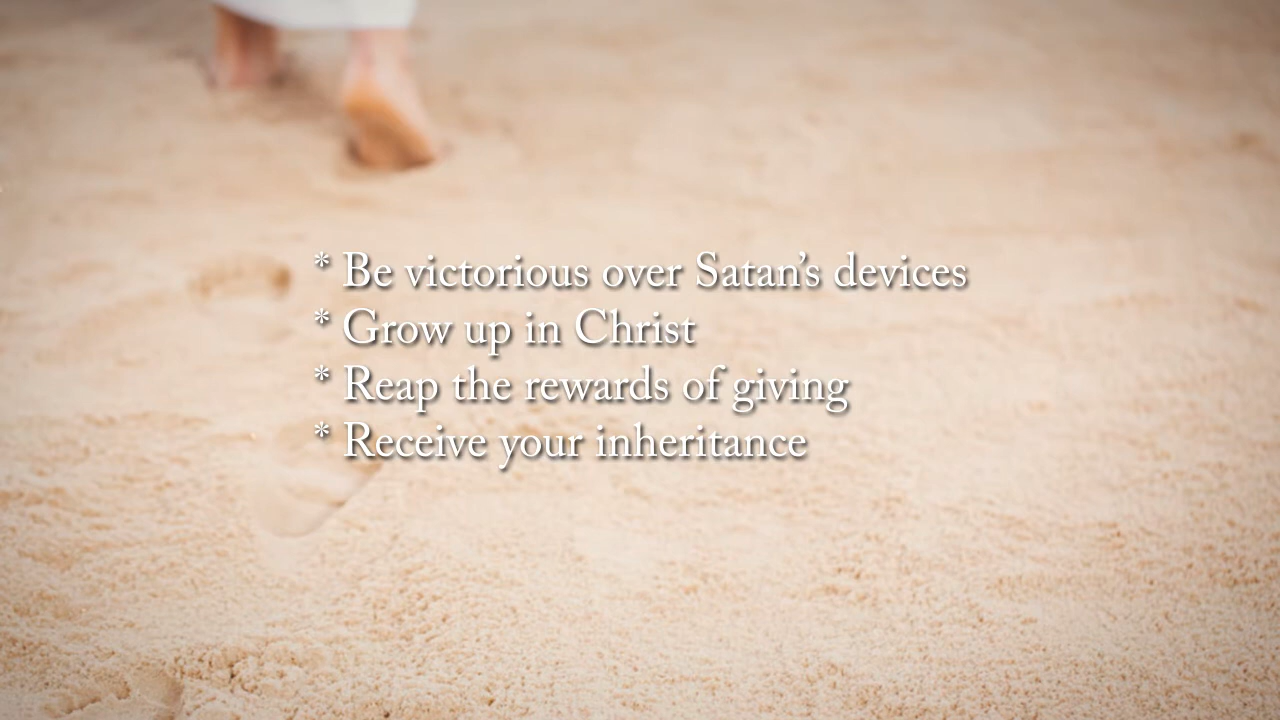 * Be victorious over Satan’s devices
* Grow up in Christ
* Reap the rewards of giving
* Receive your inheritance